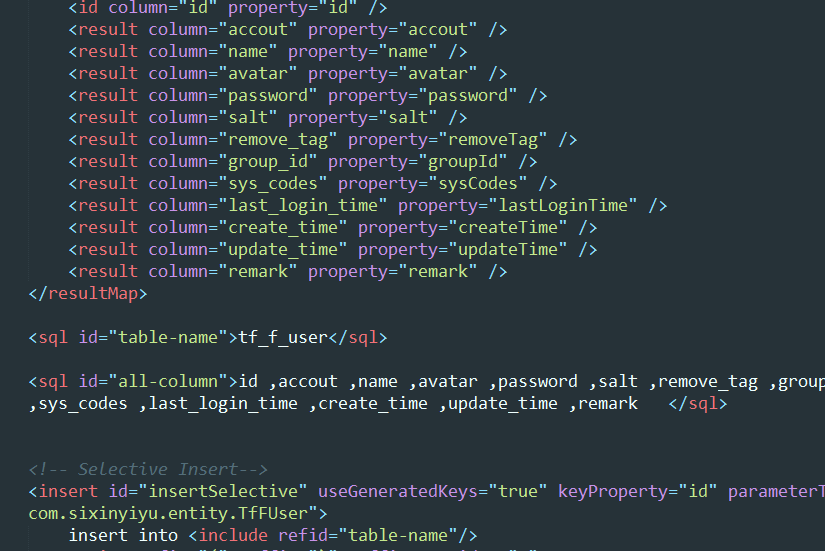 <id column="id" property="id" />
<result column="accout" property="accout" />
<result column="name" property="name" />
<result column="avatar" property="avatar" />
<result column="password" property="password" />
<result column="salt" property="salt" />
<result column="remove_tag" property="removeTag" />
<result column="group_id" property="groupId" />
<result column="sys_codes" property="sysCodes" />
<result column="last_login_time" property="lastLoginTime" />
<result column="create_time" property="createTime" />
<result column="update_time" property="updateTime" />
<result column="remark" property="remark" />
</resultMap>
<sql id="table-name">tf_f_user</sql>
<sql id="all-column">id ,accout ,name ,avatar ,password ,salt ,remove_tag ,group
,sys_codes ,last_login_time ,create_time ,update_time ,remark   </sql>
<!-- Selective Insert-->
<insert id="insertSelective" useGeneratedKeys="true" keyProperty="id" parameterT
com.sixinyiyu.entity.TfFUser">
insert into <include refid="table-name"/>